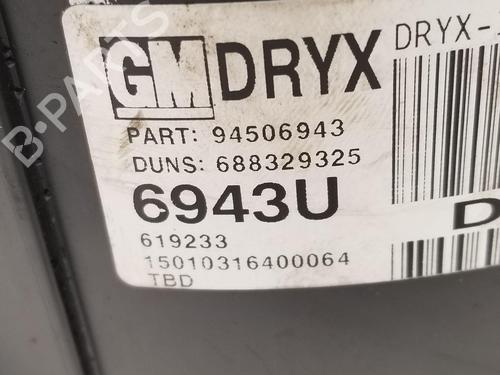 GM DRYX DRYX-
PART: 94506943
DUNS: 688329325
6943U
D
619233
15010316400064
TBD
B-PARTS